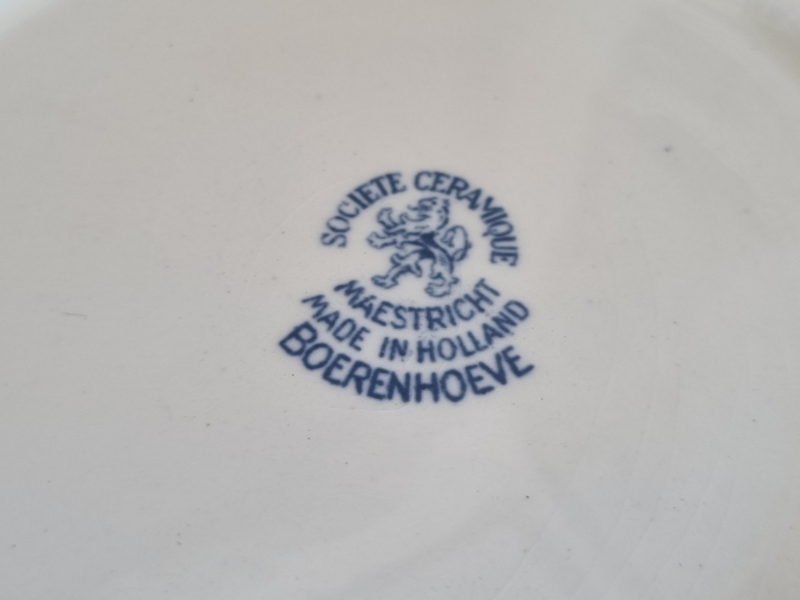 SOCIETE CERAMIQUE
MAESTRICHT
MADE IN HOLLAND
BOERENHOEVE